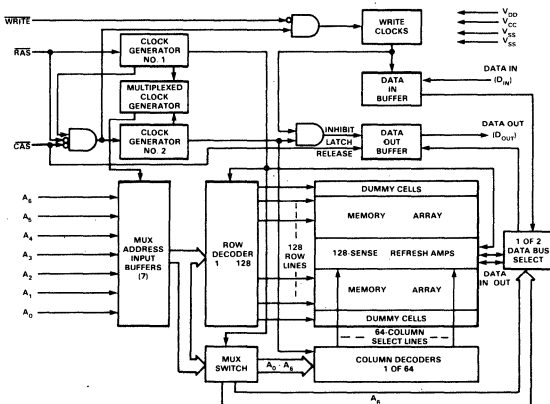 WRITE
RAS
CAS
CLOCK
GENERATOR
NO. 1
MULTIPLEXED
CLOCK
GENERATOR
CLOCK
GENERATOR
NO. 2
WRITE
CLOCKS
VDD
VCC
VSS
VSS
DATA
IN
BUFFER
DATA IN
(DIN)
INHIBIT
LATCH
RELEASE
DATA
OUT
BUFFER
DATA OUT
(DOUT)
A6
A5
A4
A3
A2
A1
A0
MUX
ADDRESS
INPUT
BUFFERS
(7)
ROW
DECODER
1 128
128
ROW
LINES
DUMMY CELLS
MEMORY ARRAY
128-SENSE REFRESH AMPS
MEMORY ARRAY
DUMMY CELLS
1 OF 2
DATA BUS
SELECT
DATA
IN OUT
64-COLUMN
SELECT LINES
MUX
SWITCH
A0 - A6
COLUMN DECODERS
1 OF 64
A6